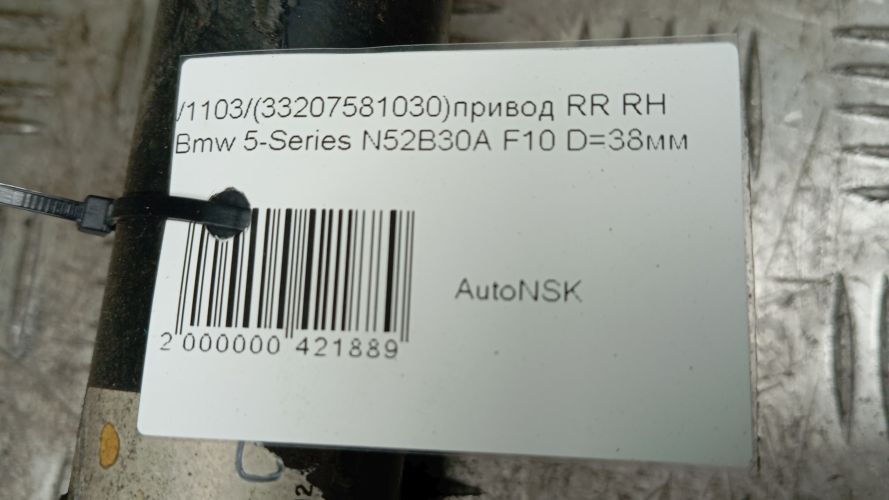 /1103/(33207581030)привод RR RH
Bmw 5-Series N52B30A F10 D=38мм
AutoNSK
2 000000 421889